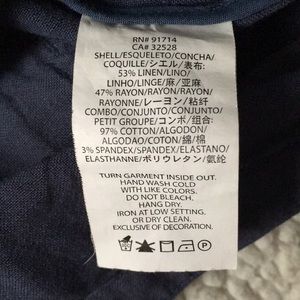 RN# 91714
CA# 32528
SHELL/ESQUELETO/CONCHA/
COQUILLE/シエル/表布:
53% LINEN/LINO/
LINHO/LINGE/麻/亚麻
47% RAYON/RAYON/RAYON/
RAYONNE/レーヨン/粘纤
COMBO/CONJUNTO/CONJUNTO/
PETIT GROUPE/コンボ/组合:
97% COTTON/ALGODON/
ALGODAO/COTON/綿/棉
3% SPANDEX/SPANDEX/ELASTANO/
ELASTHANNE/ポリウレタン/氨纶
TURN GARMENT INSIDE OUT.
HAND WASH COLD
WITH LIKE COLORS.
DO NOT BLEACH.
HANG DRY.
IRON AT LOW SETTING,
OR DRY CLEAN.
EXCLUSIVE OF DECORATION.
P